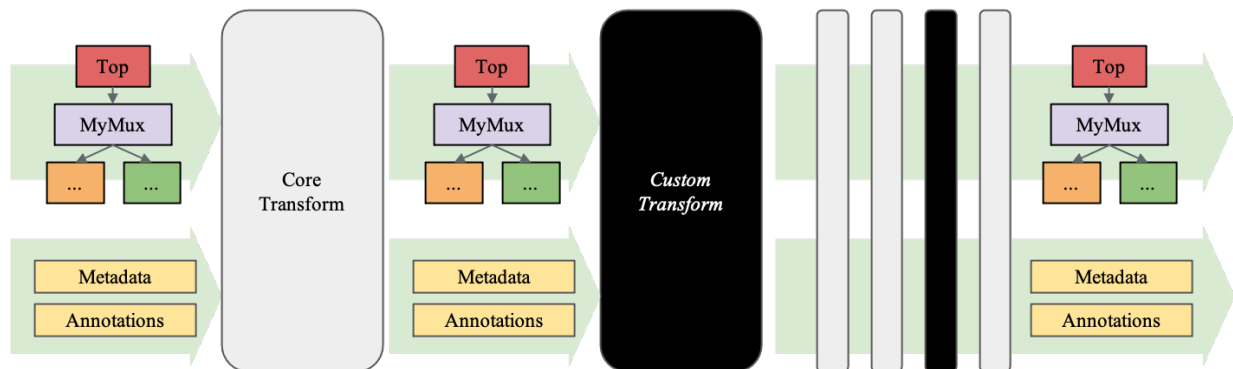 Top
MyMux
...
...
Metadata
Annotations
Core
Transform
Top
MyMux
...
...
Metadata
Annotations
Custom
Transform
Top
MyMux
...
...
Metadata
Annotations